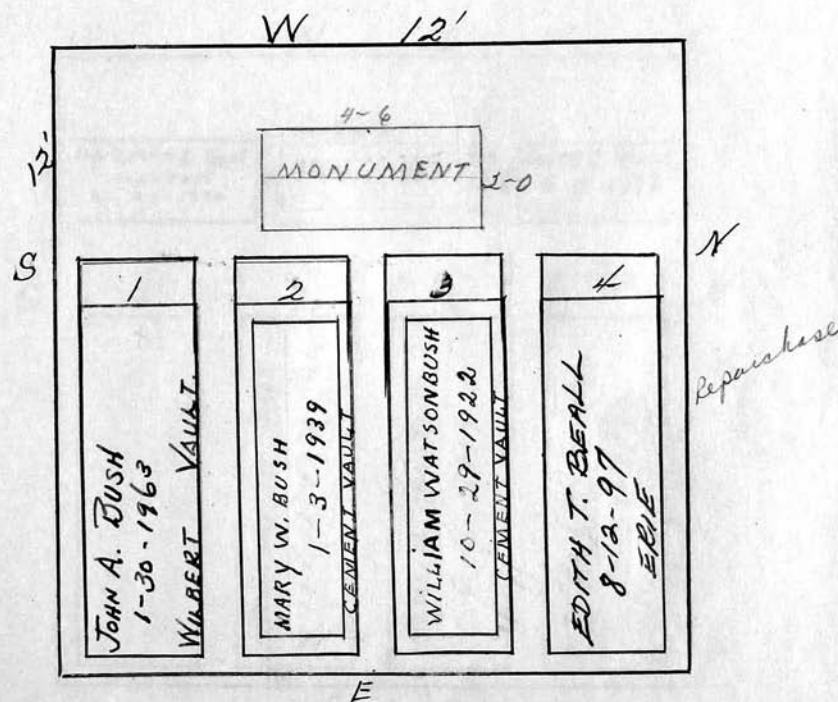 W 12'
12'
4-6
MONUMENT 2-0
S
N
1
2
3
4
JOHN A. BUSH
1-30-1963
WILBERT VAULT.
MARY W. BUSH
1-3-1939
CEMENT VAULT
WILLIAM WATSON BUSH
10-29-1922
CEMENT VAULT
EDITH T. BEALL
8-12-97
ERIE
Repurchase
E